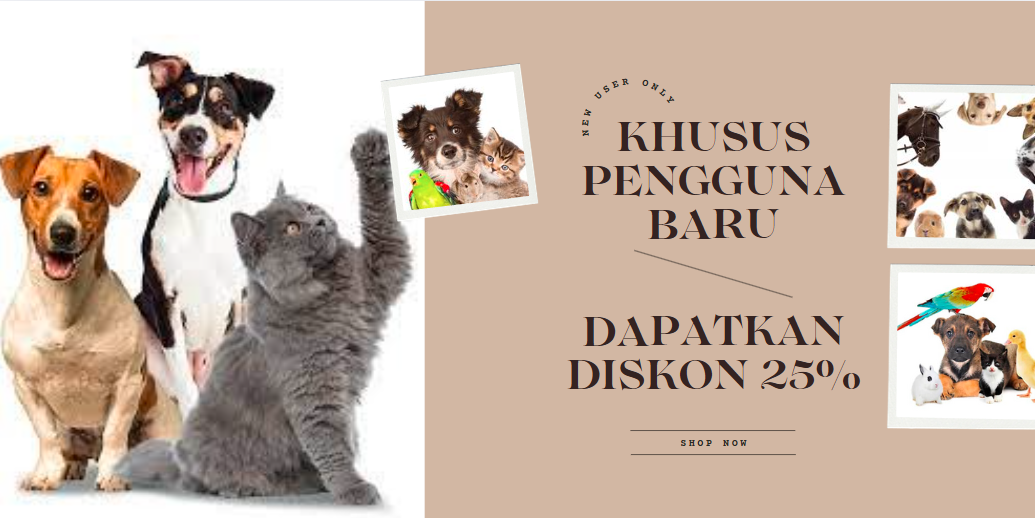 NEW USER ONLY
KHUSUS
PENGGUNA
BARU
DAPATKAN
DISKON 25%
SHOP NOW